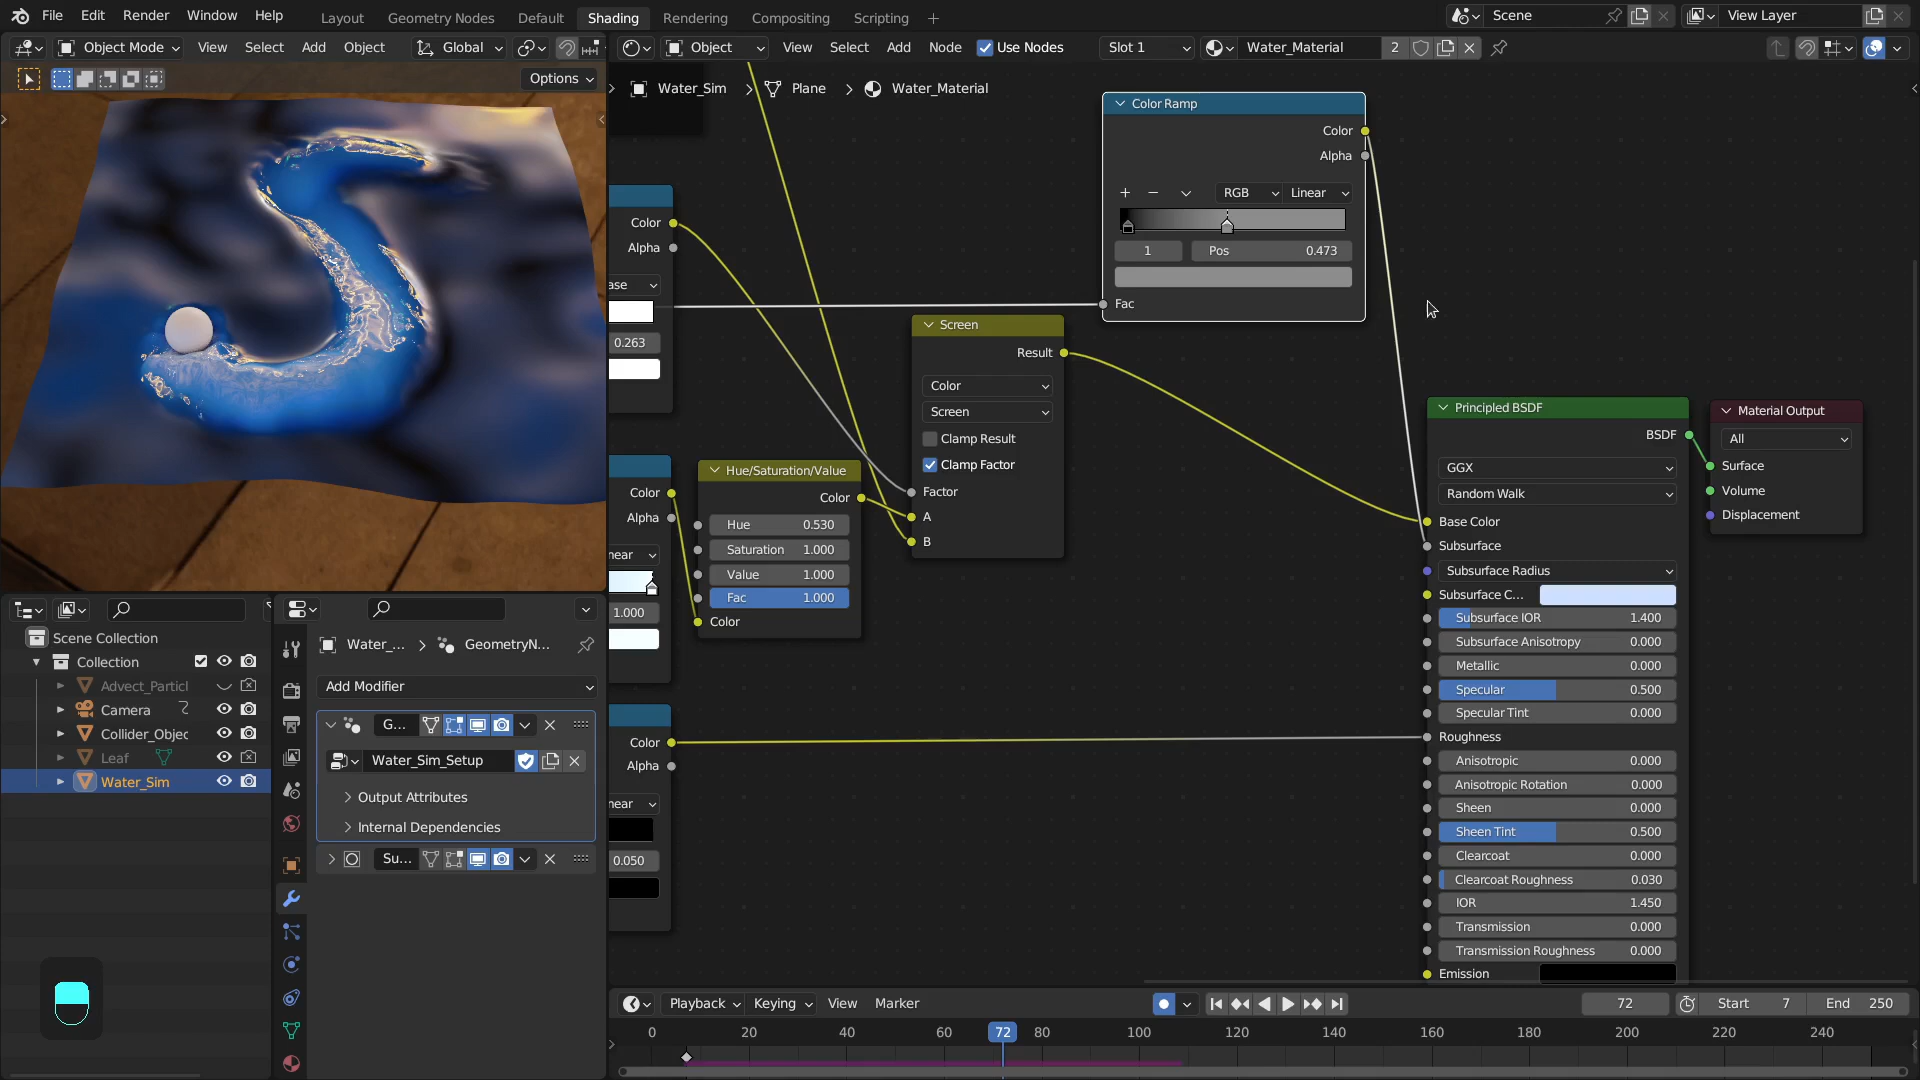 File Edit Render Window Help Layout Geometry Nodes Default Shading Rendering Compositing Scripting Scene View Layer
Object Mode View Select Add Object Global Object View Select Add Node Use Nodes Slot 1 Water_Material 2
Options
Water_Sim Plane Water_Material
Color Ramp
Color
Alpha
RGB Linear
1 Pos 0.473
Fac
Color
Alpha
ase
0.263
Screen
Result
Color
Screen
Clamp Result
Clamp Factor
Factor
A
B
Color
Alpha
near
1.000
Hue/Saturation/Value
Color
Hue 0.530
Saturation 1.000
Value 1.000
Fac 1.000
Color
Color
Alpha
near
0.050
Principled BSDF
BSDF
GGX
Random Walk
Base Color
Subsurface
Subsurface Radius
Subsurface C...
Subsurface IOR 1.400
Subsurface Anisotropy 0.000
Metallic 0.000
Specular 0.500
Specular Tint 0.000
Roughness
Anisotropic 0.000
Anisotropic Rotation 0.000
Sheen 0.000
Sheen Tint 0.500
Clearcoat 0.000
Clearcoat Roughness 0.030
IOR 1.450
Transmission 0.000
Transmission Roughness 0.000
Emission
Material Output
All
Surface
Volume
Displacement
Scene Collection
Collection
Advect_Particl
Camera
Collider_Objec
Leaf
Water_Sim
Water_... GeometryN...
Add Modifier
G...
Water_Sim_Setup
Output Attributes
Internal Dependencies
Su...
Playback Keying View Marker 72 Start 7 End 250
0 20 40 60 72 80 100 120 140 160 180 200 220 240